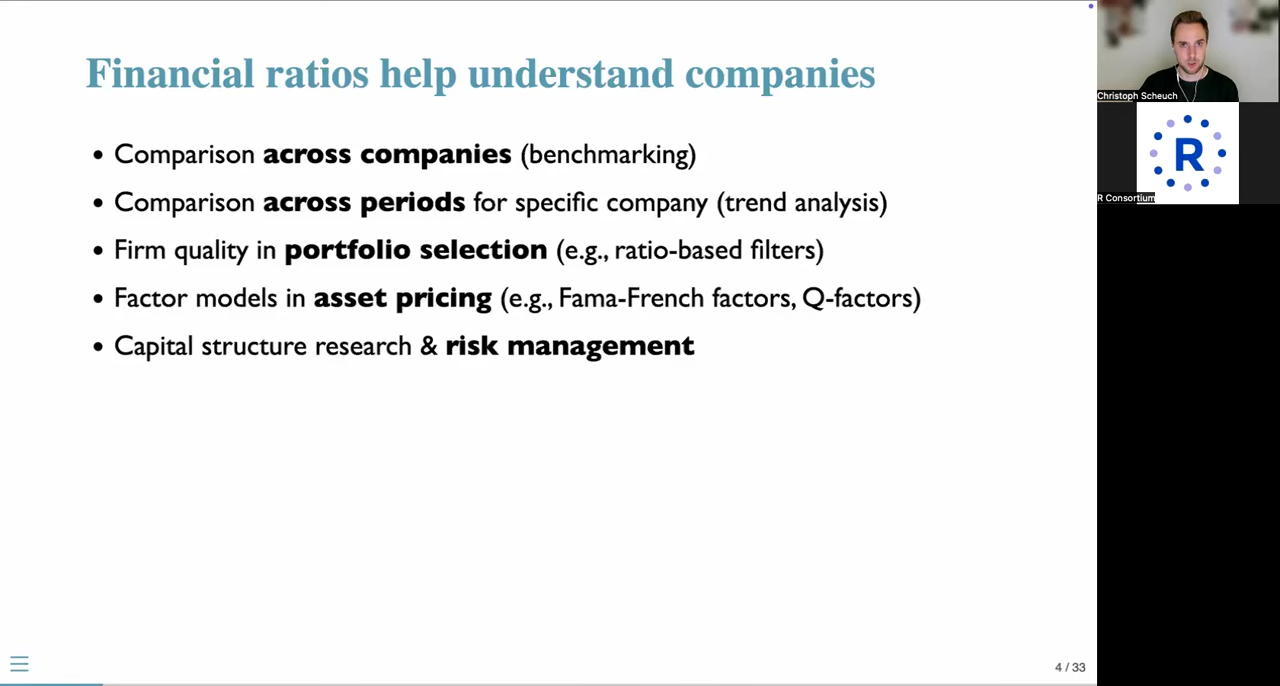 Financial ratios help understand companies
• Comparison across companies (benchmarking)
• Comparison across periods for specific company (trend analysis)
• Firm quality in portfolio selection (e.g., ratio-based filters)
• Factor models in asset pricing (e.g., Fama-French factors, Q-factors)
• Capital structure research & risk management
4 / 33
Christoph Scheuch
R
R Consortium